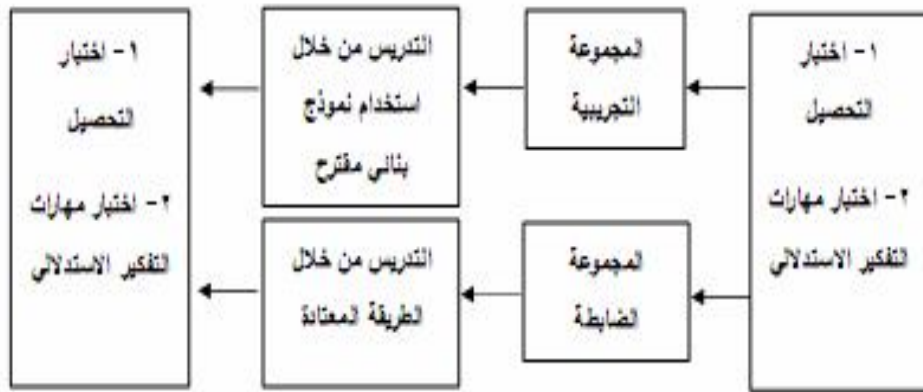 ١- اختبار
التحصيل
٢- اختبار مهارات
التفكير الاستدلالي
المجموعة
التجريبية
التدريس من خلال
استخدام نموذج
بنائي مقترح
المجموعة
الضابطة
التدريس من خلال
الطريقة المعتادة
١- اختبار
التحصيل
٢- اختبار مهارات
التفكير الاستدلالي